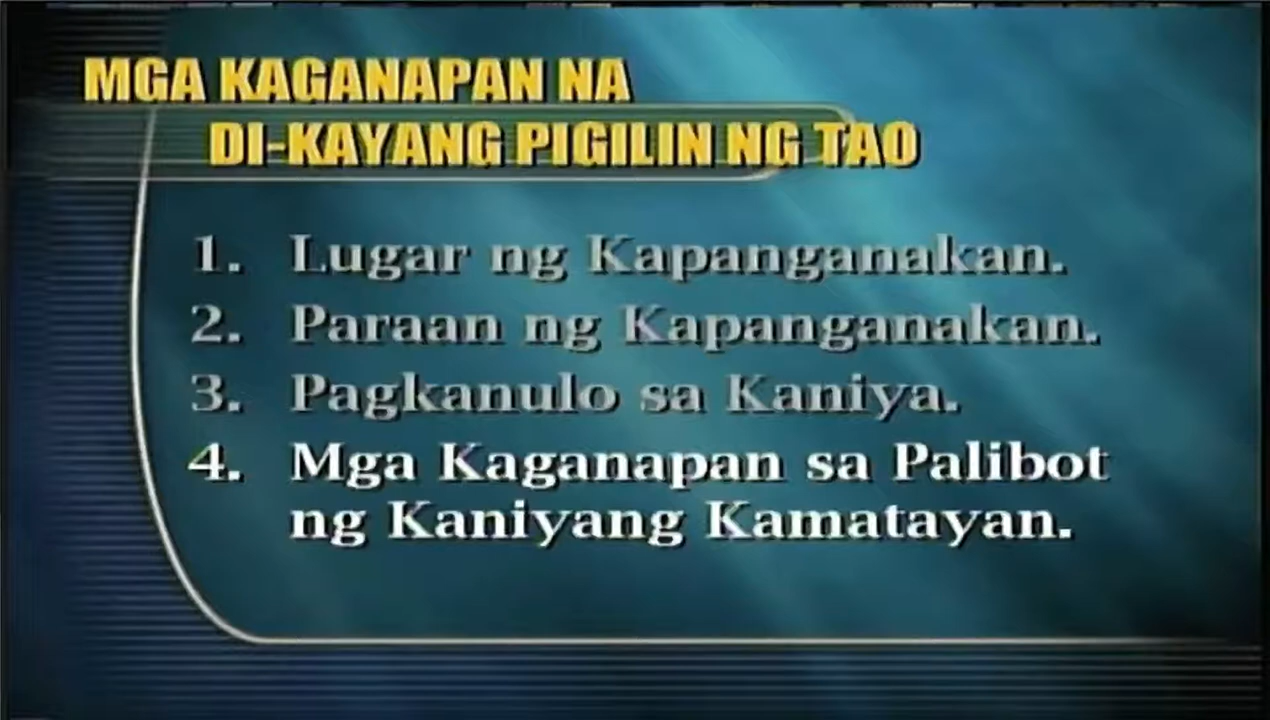 MGA KAGANAPAN NA
DI-KAYANG PIGILIN NG TAO
1. Lugar ng Kapanganakan.
2. Paraan ng Kapanganakan.
3. Pagkanulo sa Kaniya.
4. Mga Kaganapan sa Palibot
ng Kaniyang Kamatayan.